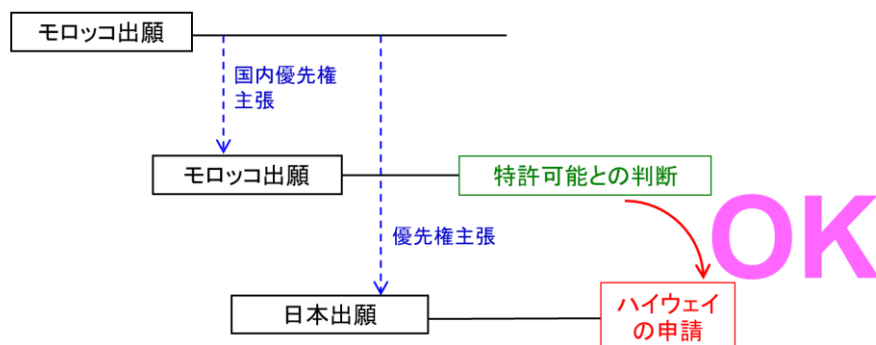 モロッコ出願
国内優先権
主張
モロッコ出願
特許可能との判断
OK
優先権主張
日本出願
ハイウェイ
の申請